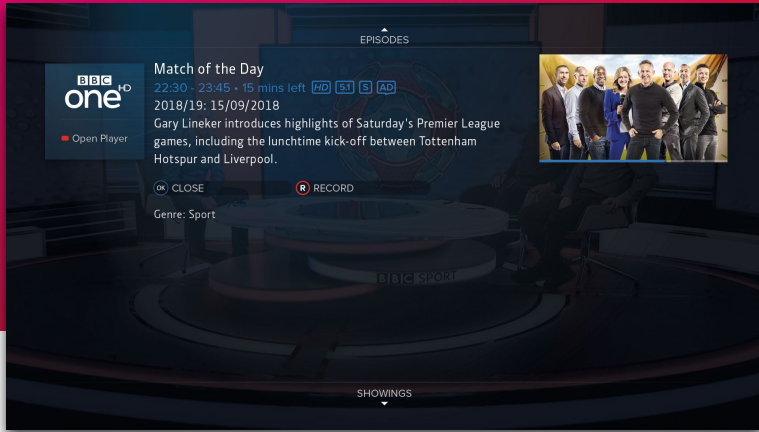 EPISODES
BBC
one HD
Open Player
Match of the Day
22:30 - 23:45 • 15 mins left HD 5.1 S AD
2018/19: 15/09/2018
Gary Lineker introduces highlights of Saturday's Premier League
games, including the lunchtime kick-off between Tottenham
Hotspur and Liverpool.
OK CLOSE
R RECORD
Genre: Sport
BBC SPORT
SHOWINGS